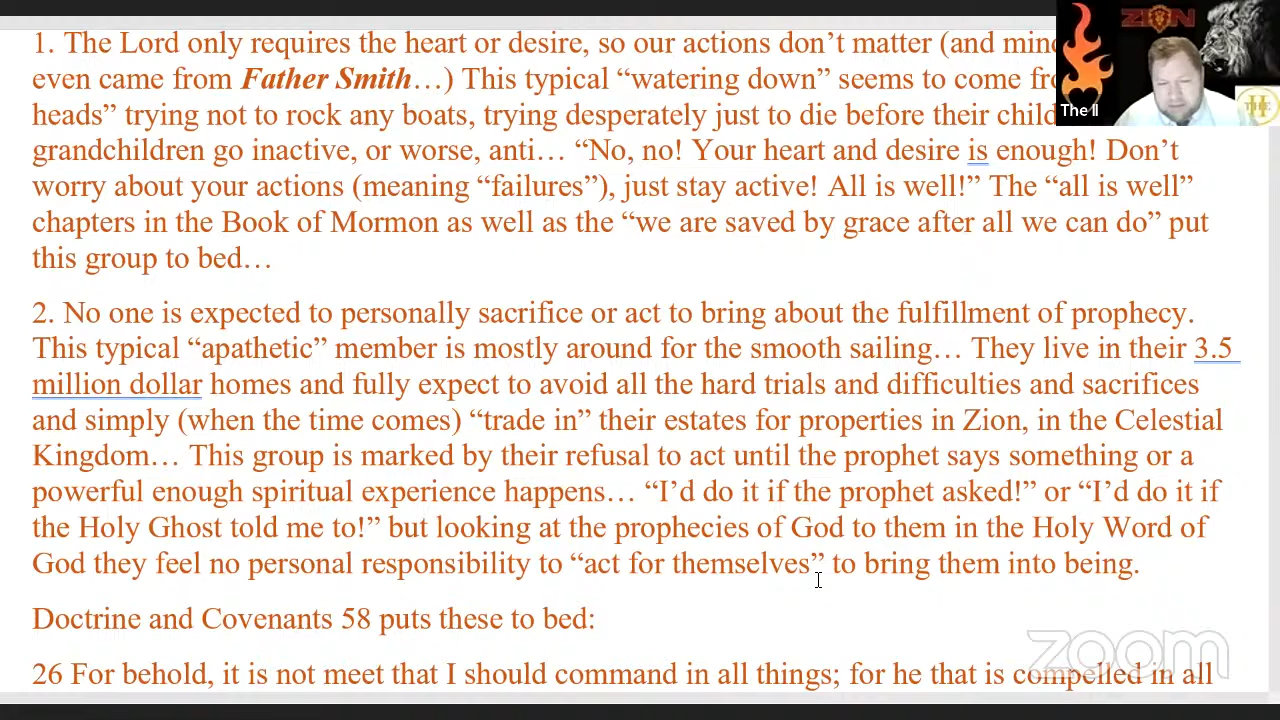 1. The Lord only requires the heart or desire, so our actions don’t matter (and
even came from Father Smith…) This typical “watering down” seems to come
heads” trying not to rock any boats, trying desperately just to die before their
grandchildren go inactive, or worse, anti… “No, no! Your heart and desire is enough! Don’t
worry about your actions (meaning “failures”), just stay active! All is well!” The “all is well”
chapters in the Book of Mormon as well as the “we are saved by grace after all we can do” put
this group to bed…
2. No one is expected to personally sacrifice or act to bring about the fulfillment of prophecy.
This typical “apathetic” member is mostly around for the smooth sailing… They live in their 3.5
million dollar homes and fully expect to avoid all the hard trials and difficulties and sacrifices
and simply (when the time comes) “trade in” their estates for properties in Zion, in the Celestial
Kingdom… This group is marked by their refusal to act until the prophet says something or a
powerful enough spiritual experience happens… “I’d do it if the prophet asked!” or “I’d do it if
the Holy Ghost told me to!” but looking at the prophecies of God to them in the Holy Word of
God they feel no personal responsibility to “act for themselves” to bring them into being.
Doctrine and Covenants 58 puts these to bed:
26 For behold, it is not meet that I should command in all things; for he that is compelled in all
ZION
The II
THE
zoom